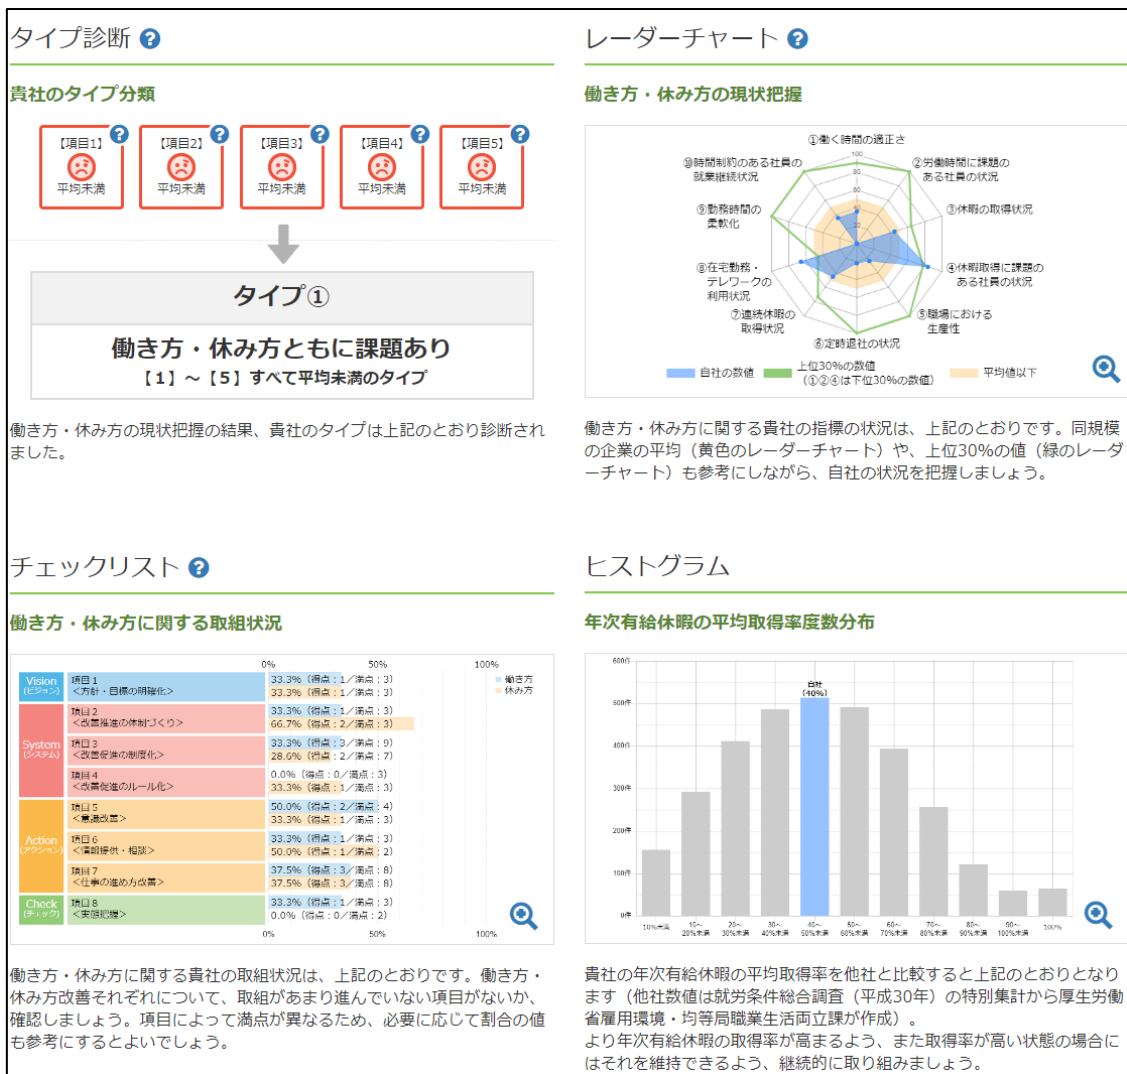 タイプ診断 ?
貴社のタイプ分類
【項目1】 ?
平均未満
【項目2】 ?
平均未満
【項目3】 ?
平均未満
【項目4】 ?
平均未満
【項目5】 ?
平均未満
タイプ①
働き方・休み方ともに課題あり
【1】～【5】すべて平均未満のタイプ
働き方・休み方の現状把握の結果、貴社のタイプは上記のとおり診断され
ました。
レーダーチャート ?
働き方・休み方の現状把握
①働く時間の適正さ
②労働時間に課題の
ある社員の状況
③休暇の取得状況
④休暇取得に課題の
ある社員の状況
⑤職場における
生産性
⑥定時退社の状況
⑦連続休暇の
取得状況
⑧在宅勤務・
テレワークの
利用状況
⑨勤務時間の
柔軟化
⑩時間制約のある社員の
就業継続状況
100
80
60
40
20
自社の数値
上位30%の数値
（①②④は下位30%の数値）
平均値以下
働き方・休み方に関する貴社の指標の状況は、上記のとおりです。同規模
の企業の平均（黄色のレーダーチャート）や、上位30%の値（緑のレーダ
ーチャート）も参考にしながら、自社の状況を把握しましょう。
チェックリスト ?
働き方・休み方に関する取組状況
0% 50% 100%
働き方
休み方
Vision
(ビジョン)
項目1
<方針・目標の明確化>
33.3%（得点：1／満点：3）
33.3%（得点：1／満点：3）
System
(システム)
項目2
<改善推進の体制づくり>
33.3%（得点：1／満点：3）
66.7%（得点：2／満点：3）
項目3
<改善促進の制度化>
33.3%（得点：3／満点：9）
28.6%（得点：2／満点：7）
項目4
<改善促進のルール化>
0.0%（得点：0／満点：3）
33.3%（得点：1／満点：3）
Action
(アクション)
項目5
<意識改善>
50.0%（得点：2／満点：4）
33.3%（得点：1／満点：3）
項目6
<情報提供・相談>
33.3%（得点：1／満点：3）
50.0%（得点：1／満点：2）
項目7
<仕事の進め方改善>
37.5%（得点：3／満点：8）
37.5%（得点：3／満点：8）
Check
(チェック)
項目8
<実態把握>
33.3%（得点：1／満点：3）
0.0%（得点：0／満点：2）
0% 50% 100%
働き方・休み方に関する貴社の取組状況は、上記のとおりです。働き方・
休み方改善それぞれについて、取組があまり進んでいない項目がないか、
確認しましょう。項目によって満点が異なるため、必要に応じて割合の値
も参考にするとよいでしょう。
ヒストグラム
年次有給休暇の平均取得率度数分布
600件
500件
400件
300件
200件
100件
0件
自社
(40%)
10%未満
10～
20%未満
20～
30%未満
30～
40%未満
40～
50%未満
50～
60%未満
60～
70%未満
70～
80%未満
80～
90%未満
90～
100%未満
100%
貴社の年次有給休暇の平均取得率を他社と比較すると上記のとおりとなり
ます（他社数値は就労条件総合調査（平成30年）の特別集計から厚生労働
省雇用環境・均等局職業生活両立課が作成）。
より年次有給休暇の取得率が高まるよう、また取得率が高い状態の場合に
はそれを維持できるよう、継続的に取り組みましょう。